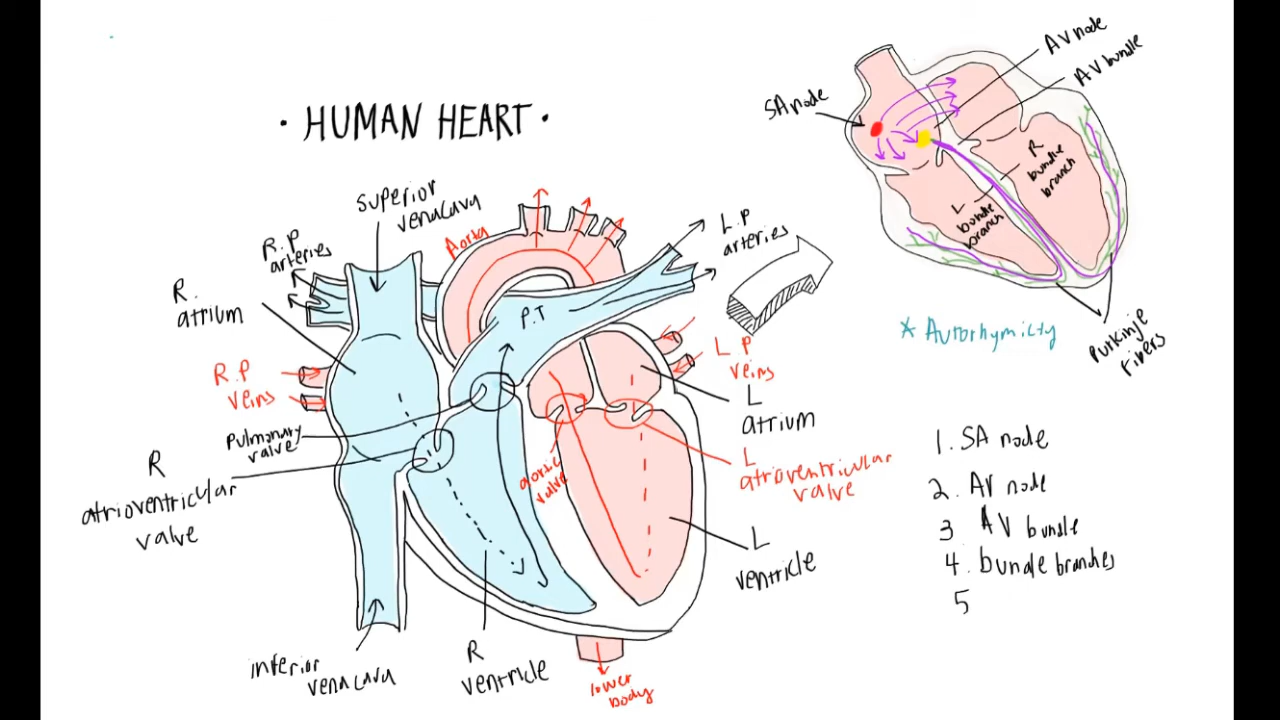 • HUMAN HEART •
superior
venacava
R.P
arteries
R.
atrium
R.P
veins
pulmonary
valve
R
atrioventricular
valve
inferior
venacava
R
ventricle
Aorta
P.T
L.P
arteries
L P
veins
L
atrium
aortic
valve
L
atrioventricular
valve
L
ventricle
lower
body
SA node
AV node
AV bundle
R
bundle
branch
L
bundle
branch
Purkinje
fibers
* Autorhymicty
1. SA node
2. AV node
3 AV bundle
4. bundle branches
5